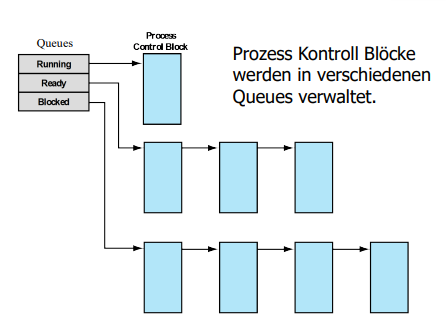 Queues
Running
Ready
Blocked
Process
Control Block
Prozess Kontroll Blöcke
werden in verschiedenen
Queues verwaltet.